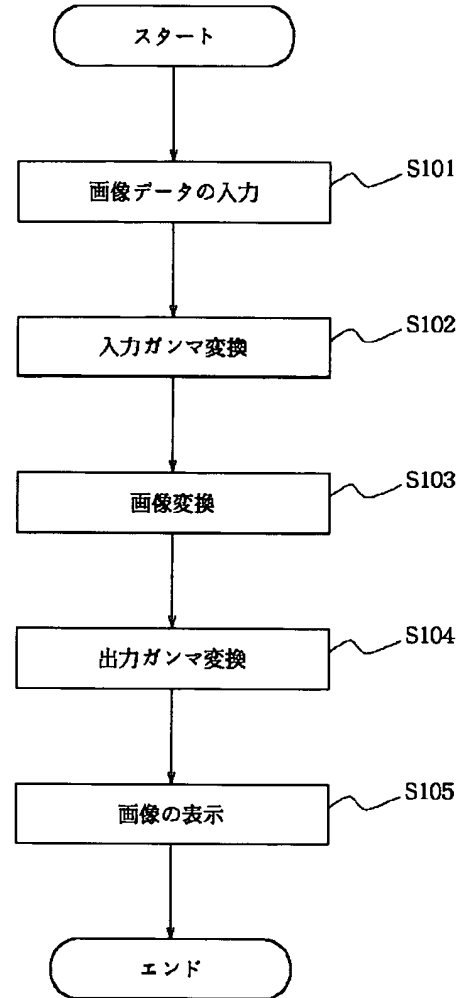 スタート
画像データの入力
S101
入力ガンマ変換
S102
画像変換
S103
出力ガンマ変換
S104
画像の表示
S105
エンド